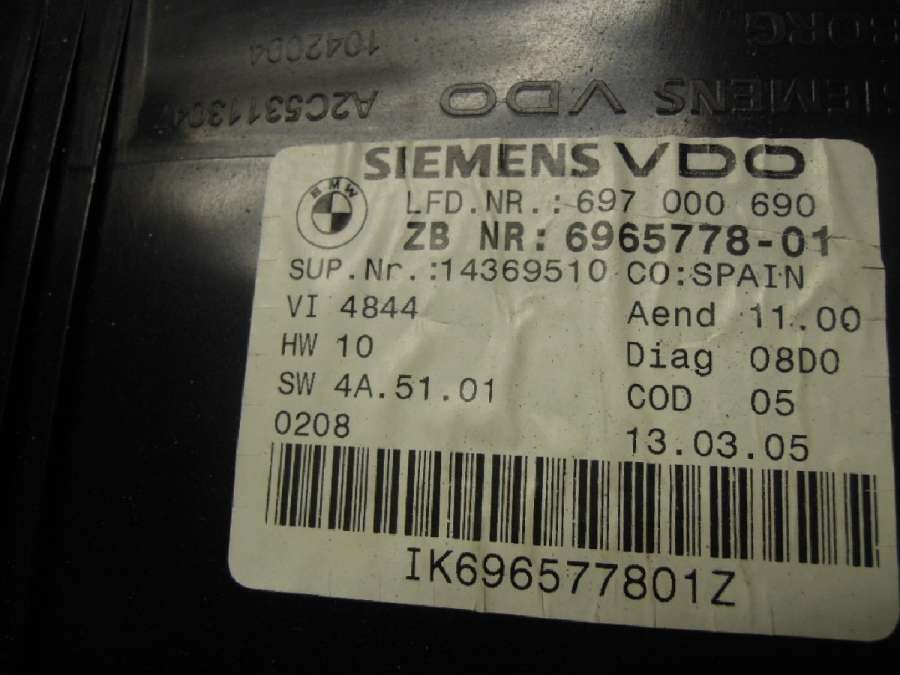 BORG
1042004
SIEMENS VDO
A2C5311304
SIEMENS VDO
BMW
LFD.NR.: 697 000 690
ZB NR: 6965778-01
SUP.Nr.:14369510 CO:SPAIN
VI 4844 Aend 11.00
HW 10 Diag 08D0
SW 4A.51.01 COD 05
0208 13.03.05
IK696577801Z